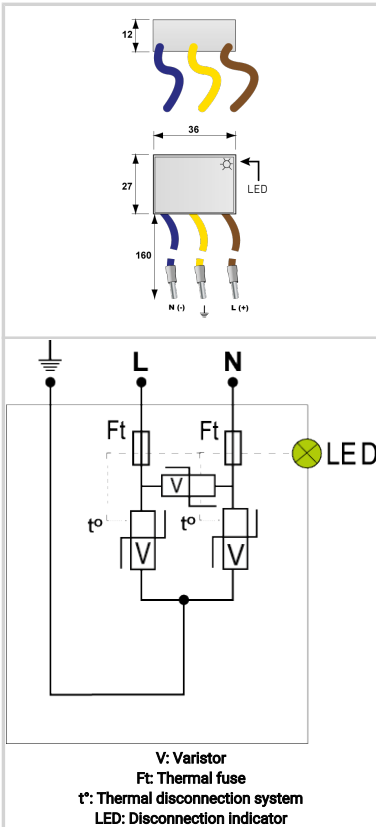 12
36
27
LED
160
N (-)
L (+)
L
N
Ft
Ft
LED
V
t°
t°
V
V
V: Varistor
Ft: Thermal fuse
t°: Thermal disconnection system
LED: Disconnection indicator